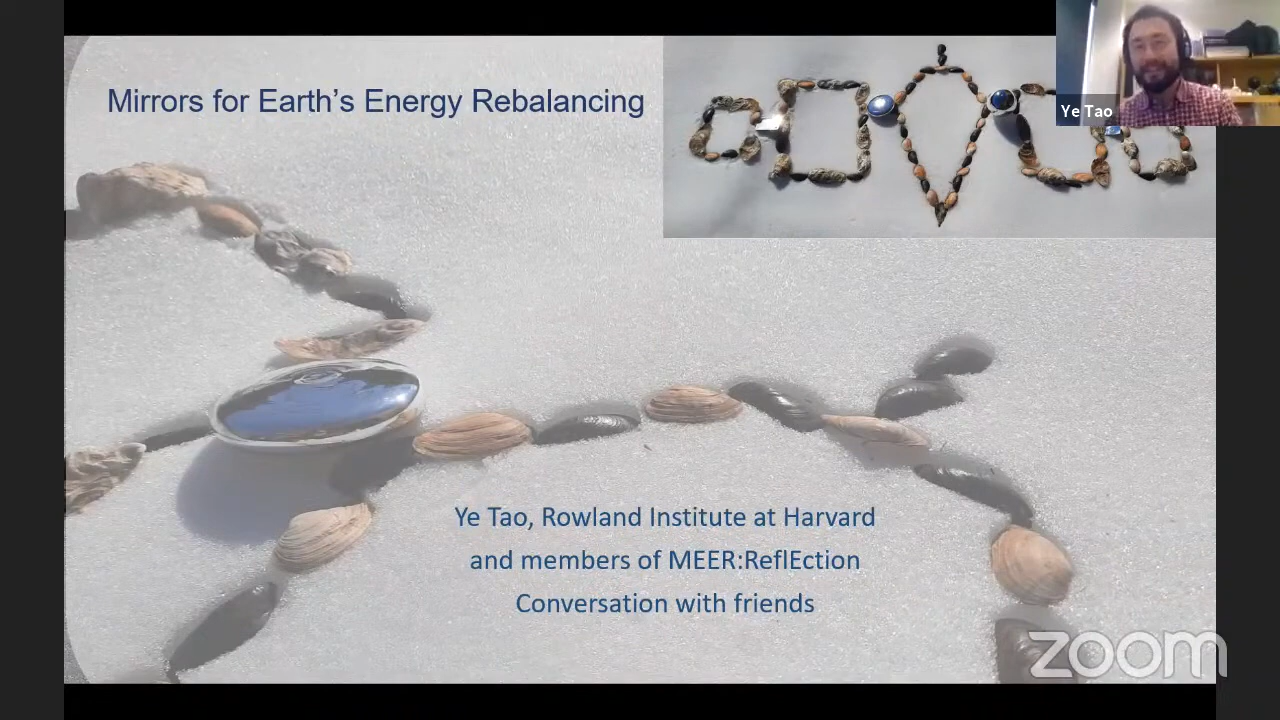 Mirrors for Earth's Energy Rebalancing
Ye Tao
Ye Tao, Rowland Institute at Harvard
and members of MEER:ReflEction
Conversation with friends
zoom